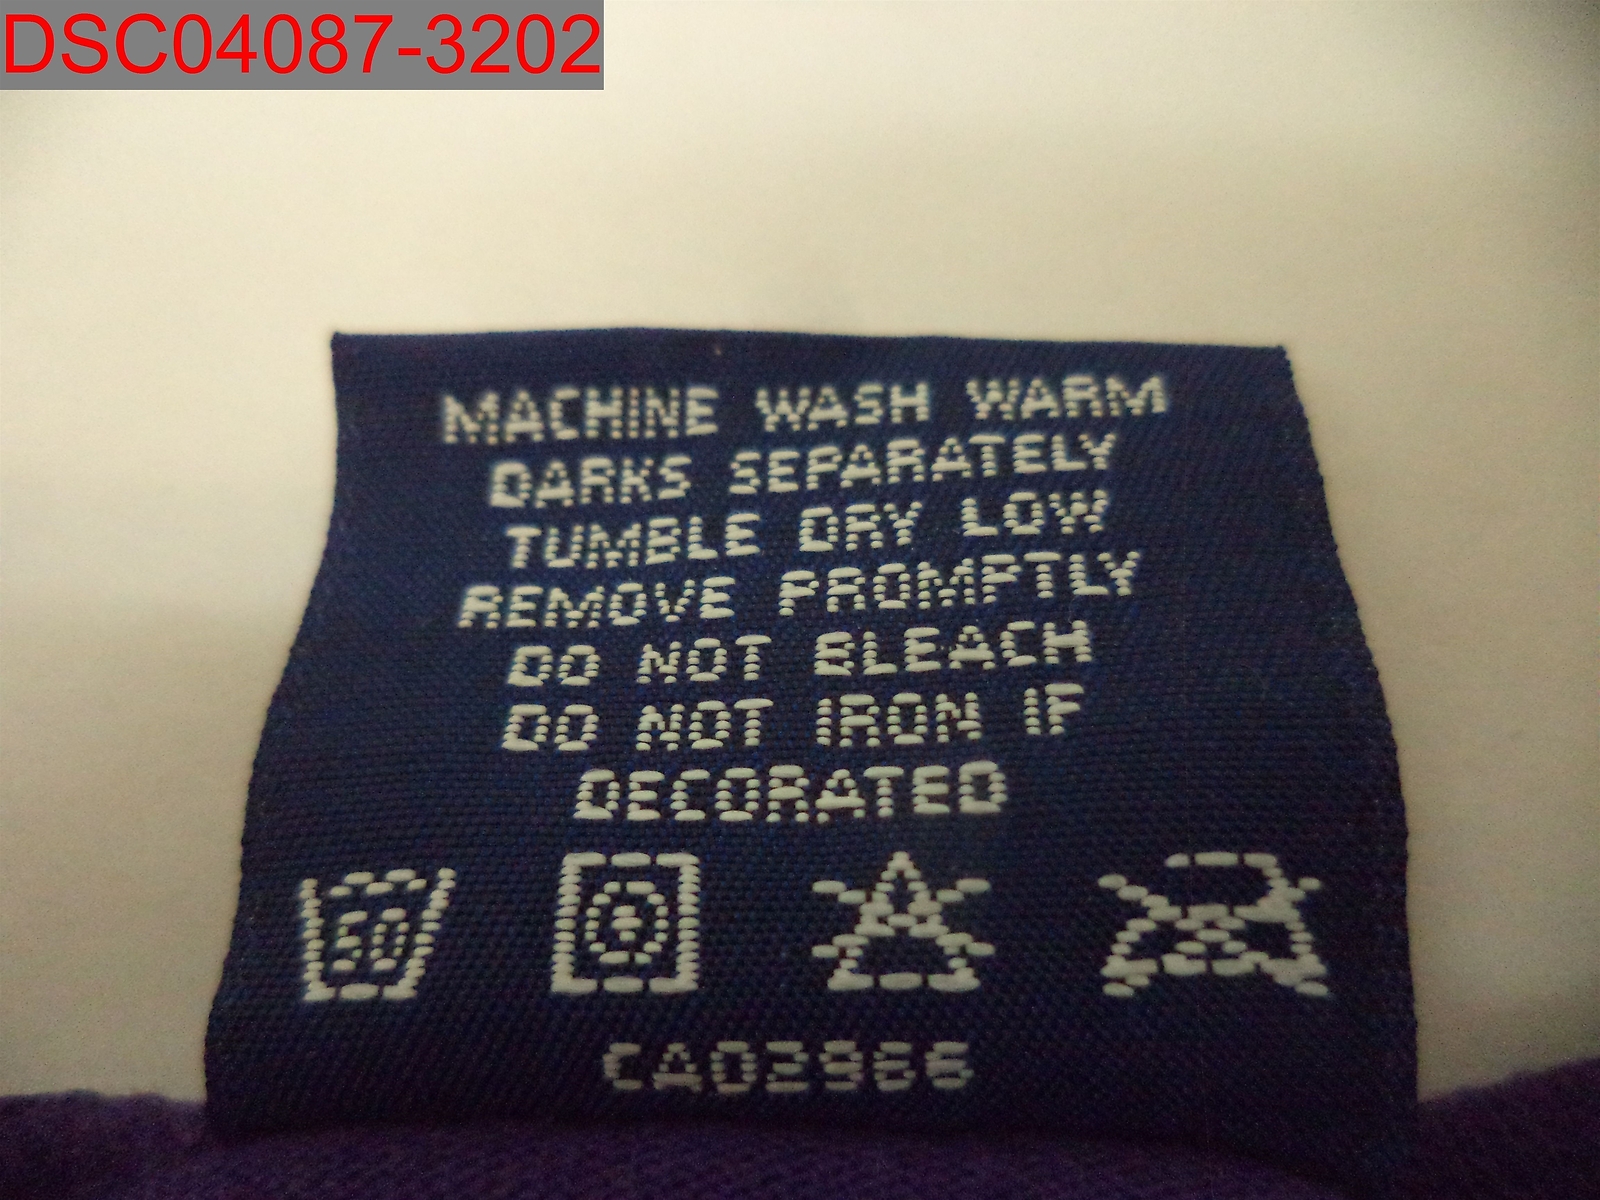 DSC04087-3202
MACHINE WASH WARM
DARKS SEPARATELY
TUMBLE DRY LOW
REMOVE PROMPTLY
DO NOT BLEACH
DO NOT IRON IF
DECORATED
50
CA02966